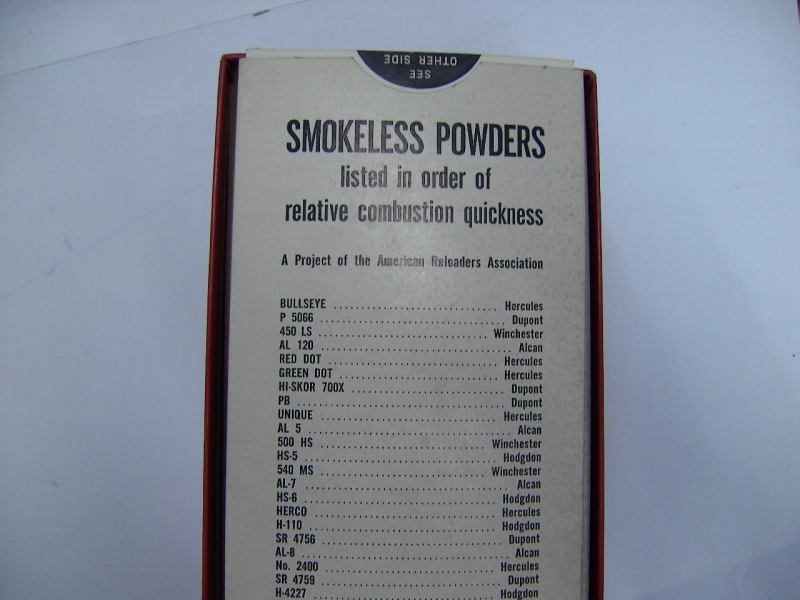 SEE
OTHER SIDE
SMOKELESS POWDERS
listed in order of
relative combustion quickness
A Project of the American Reloaders Association
BULLSEYE ........................ Hercules
P 5066 ........................ Dupont
450 LS ........................ Winchester
AL 120 ........................ Alcan
RED DOT ........................ Hercules
GREEN DOT ........................ Hercules
HI-SKOR 700X ........................ Dupont
PB ........................ Dupont
UNIQUE ........................ Hercules
AL 5 ........................ Alcan
500 HS ........................ Winchester
HS-5 ........................ Hodgdon
540 MS ........................ Winchester
AL-7 ........................ Alcan
HS-6 ........................ Hodgdon
HERCO ........................ Hercules
H-110 ........................ Hodgdon
SR 4756 ........................ Dupont
AL-8 ........................ Alcan
No. 2400 ........................ Hercules
SR 4759 ........................ Dupont
H-4227 ........................ Hodgdon